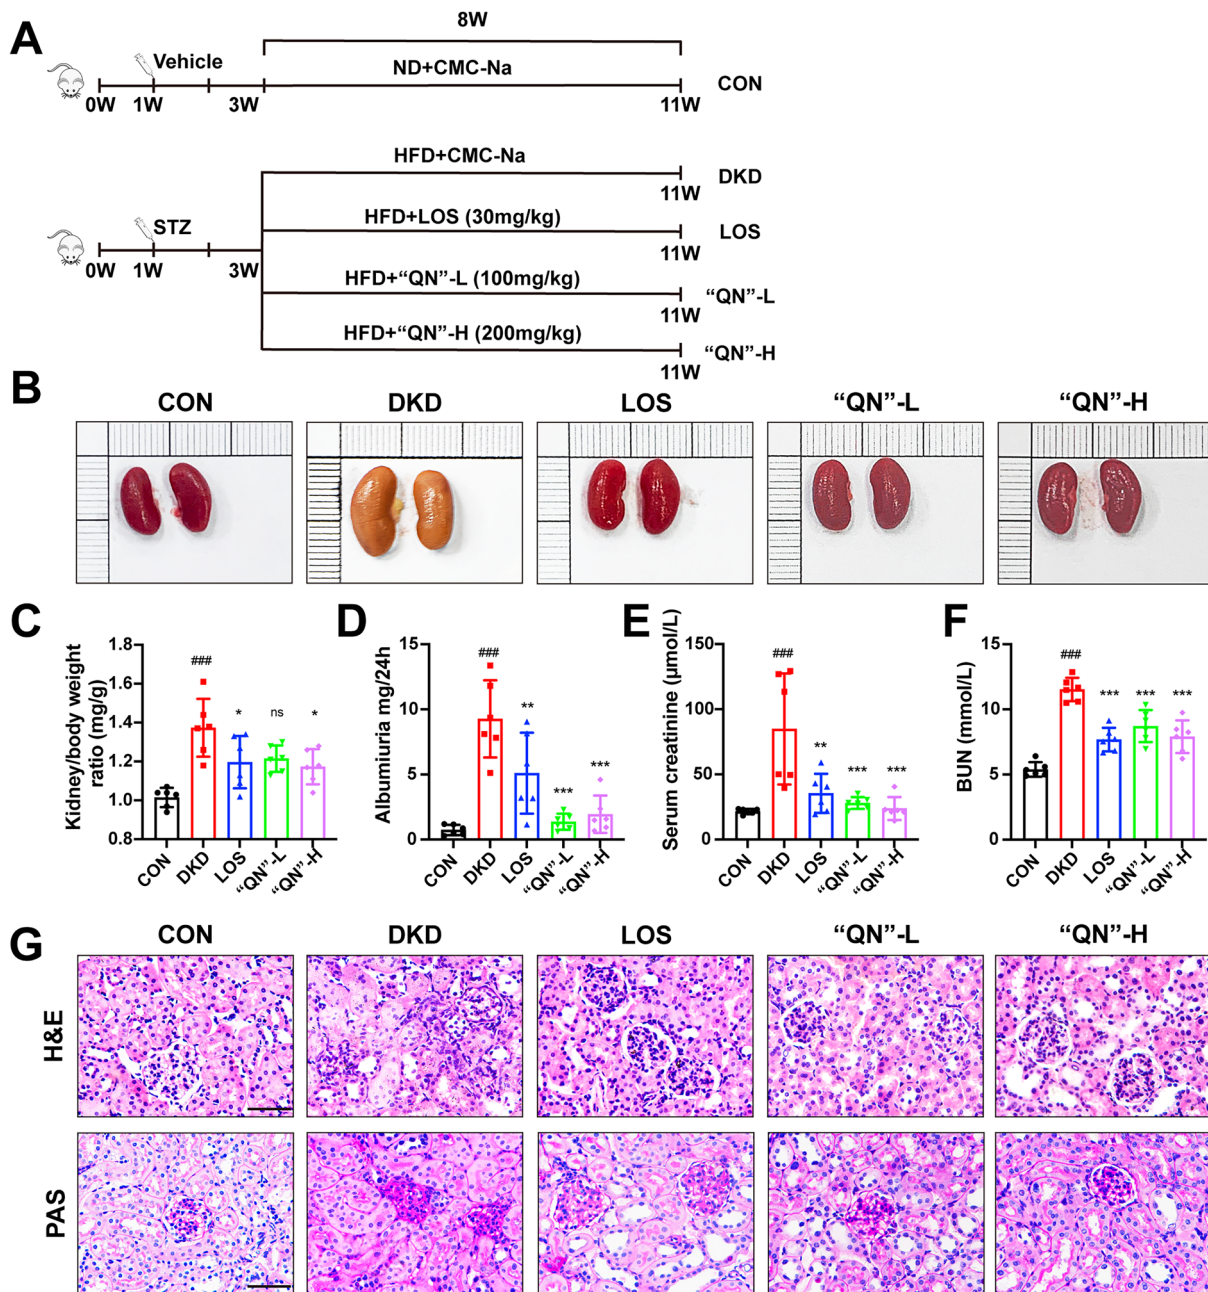 A
8W
Vehicle
ND+CMC-Na
CON
0W 1W 3W 11W
HFD+CMC-Na
DKD
11W
STZ
HFD+LOS (30mg/kg)
LOS
0W 1W 3W 11W
HFD+“QN”-L (100mg/kg)
“QN”-L
11W
HFD+“QN”-H (200mg/kg)
“QN”-H
11W
B
CON DKD LOS “QN”-L “QN”-H
C
Kidney/body weight
ratio (mg/g)
1.8
1.6
1.4
1.2
1.0
0.8
###
*
ns
*
CON DKD LOS “QN”-L “QN”-H
D
Albumiuria mg/24h
15
10
5
0
###
**
***
***
CON DKD LOS “QN”-L “QN”-H
E
Serum creatinine (μmol/L)
150
100
50
0
###
**
***
***
CON DKD LOS “QN”-L “QN”-H
F
BUN (mmol/L)
15
10
5
0
###
***
***
***
CON DKD LOS “QN”-L “QN”-H
G
CON DKD LOS “QN”-L “QN”-H
H&E
PAS